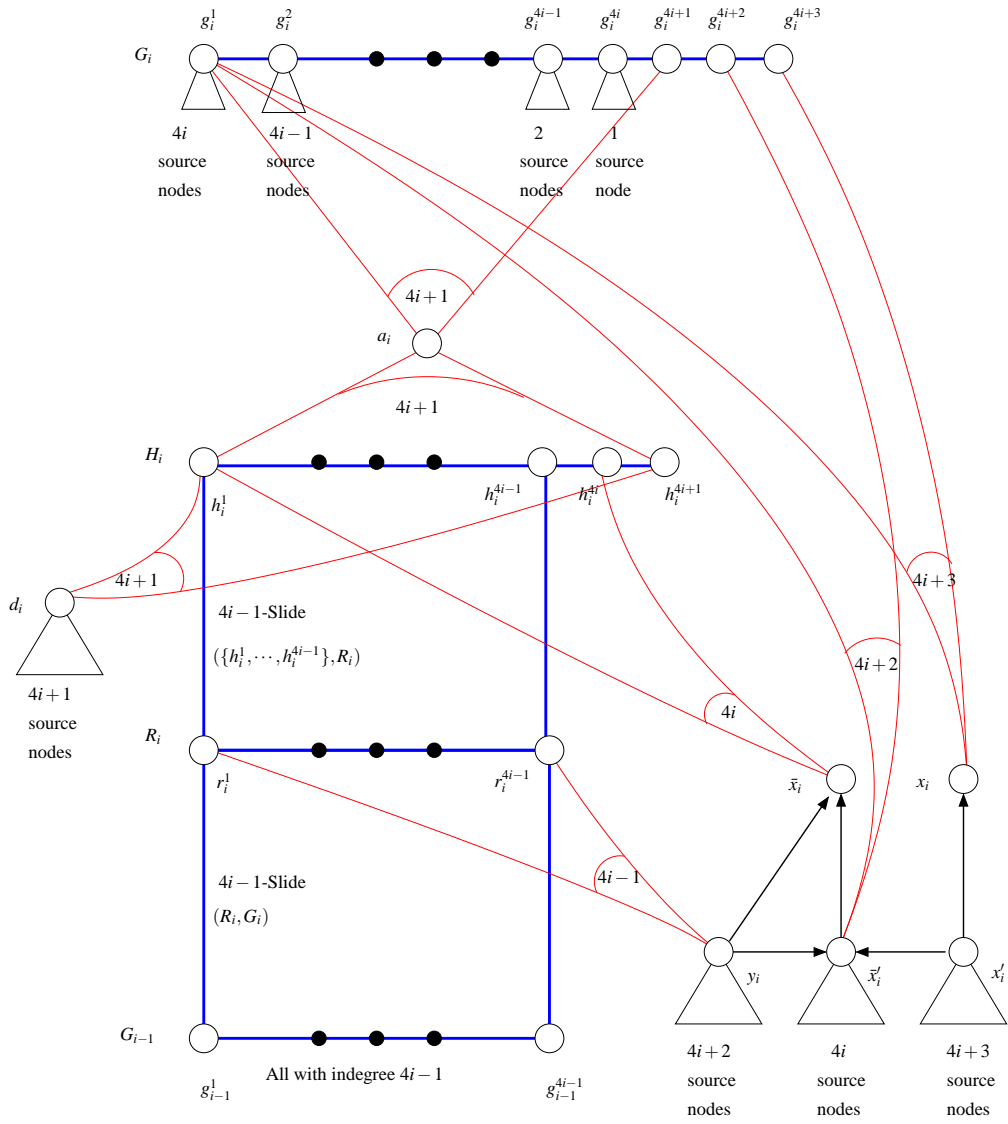 g_i^1 g_i^2 g_i^{4i−1} g_i^{4i} g_i^{4i+1} g_i^{4i+2} g_i^{4i+3}
G_i
4i 4i−1 2 1
source source source source
nodes nodes nodes node
4i+1
a_i
4i+1
H_i
h_i^1 h_i^{4i−1} h_i^{4i} h_i^{4i+1}
4i+1
4i+3
d_i
4i−1-Slide
({h_i^1,⋯,h_i^{4i−1}},R_i)
4i+2
4i+1
source
nodes
4i
R_i
r_i^1 r_i^{4i−1}
x̄_i x_i
4i−1-Slide
(R_i,G_i)
4i−1
y_i x̄′_i x′_i
G_{i−1}
4i+2 4i 4i+3
source source source
nodes nodes nodes
All with indegree 4i−1
g_{i−1}^1 g_{i−1}^{4i−1}